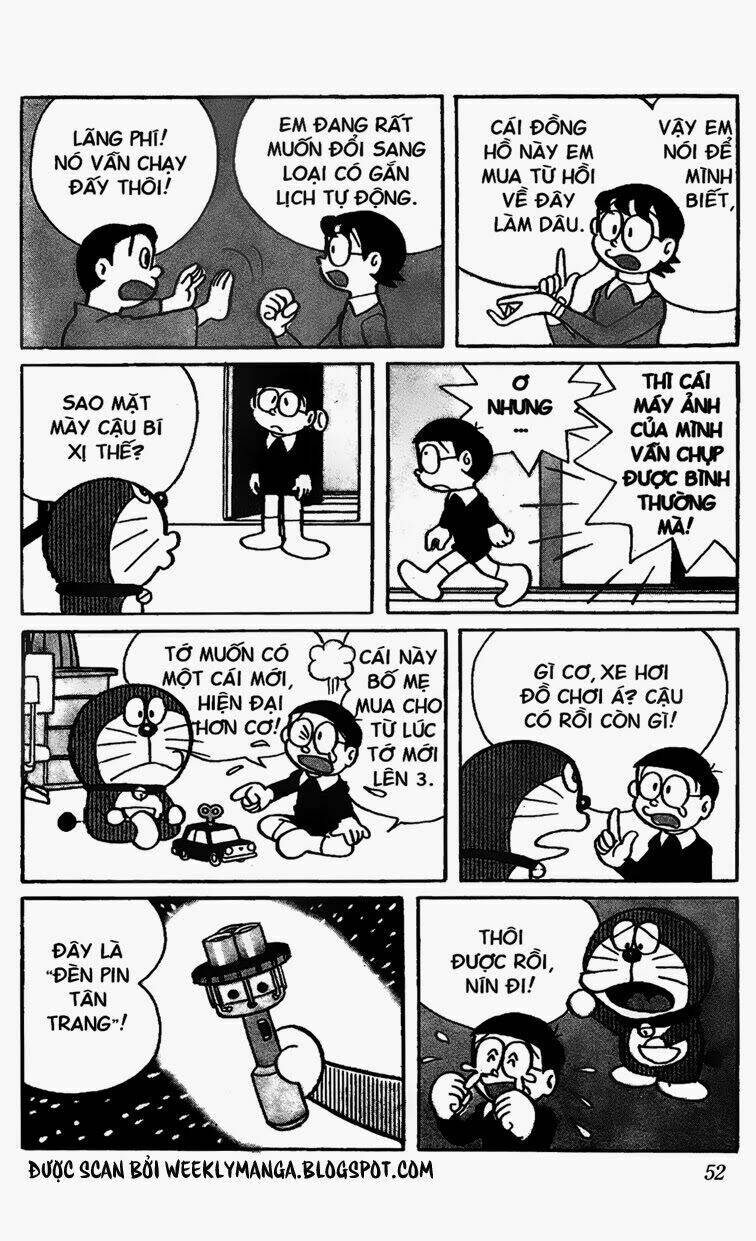 VẬY EM
NÓI ĐỂ
MÌNH
BIẾT,
CÁI ĐỒNG
HỒ NÀY EM
MUA TỪ HỒI
VỀ ĐÂY
LÀM DÂU.
EM ĐANG RẤT
MUỐN ĐỔI SANG
LOẠI CÓ GẮN
LỊCH TỰ ĐỘNG.
LÃNG PHÍ!
NÓ VẪN CHẠY
ĐẤY THÔI!
THÌ CÁI
MÁY ẢNH
CỦA MÌNH
VẪN CHỤP
ĐƯỢC BÌNH
THƯỜNG
MÀ!
Ơ
NHƯNG
...
SAO MẶT
MÀY CẬU BÍ
XỊ THẾ?
GÌ CƠ, XE HƠI
ĐỒ CHƠI Á? CẬU
CÓ RỒI CÒN GÌ!
CÁI NÀY
BỐ MẸ
MUA CHO
TỪ LÚC
TỚ MỚI
LÊN 3.
TỚ MUỐN CÓ
MỘT CÁI MỚI,
HIỆN ĐẠI
HƠN CƠ!
THÔI
ĐƯỢC RỒI,
NÍN ĐI!
ĐÂY LÀ
“ĐÈN PIN
TÂN
TRANG”!
ĐƯỢC SCAN BỞI WEEKLYMANGA.BLOGSPOT.COM
52